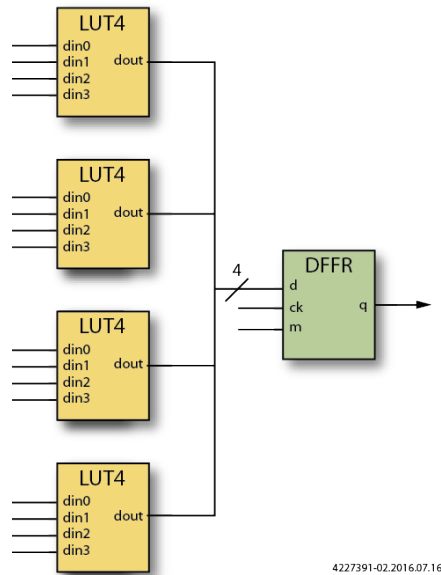 LUT4
din0
din1
din2
din3
dout
LUT4
din0
din1
din2
din3
dout
LUT4
din0
din1
din2
din3
dout
LUT4
din0
din1
din2
din3
dout
4
DFFR
d
ck
m
q
4227391-02.2016.07.16